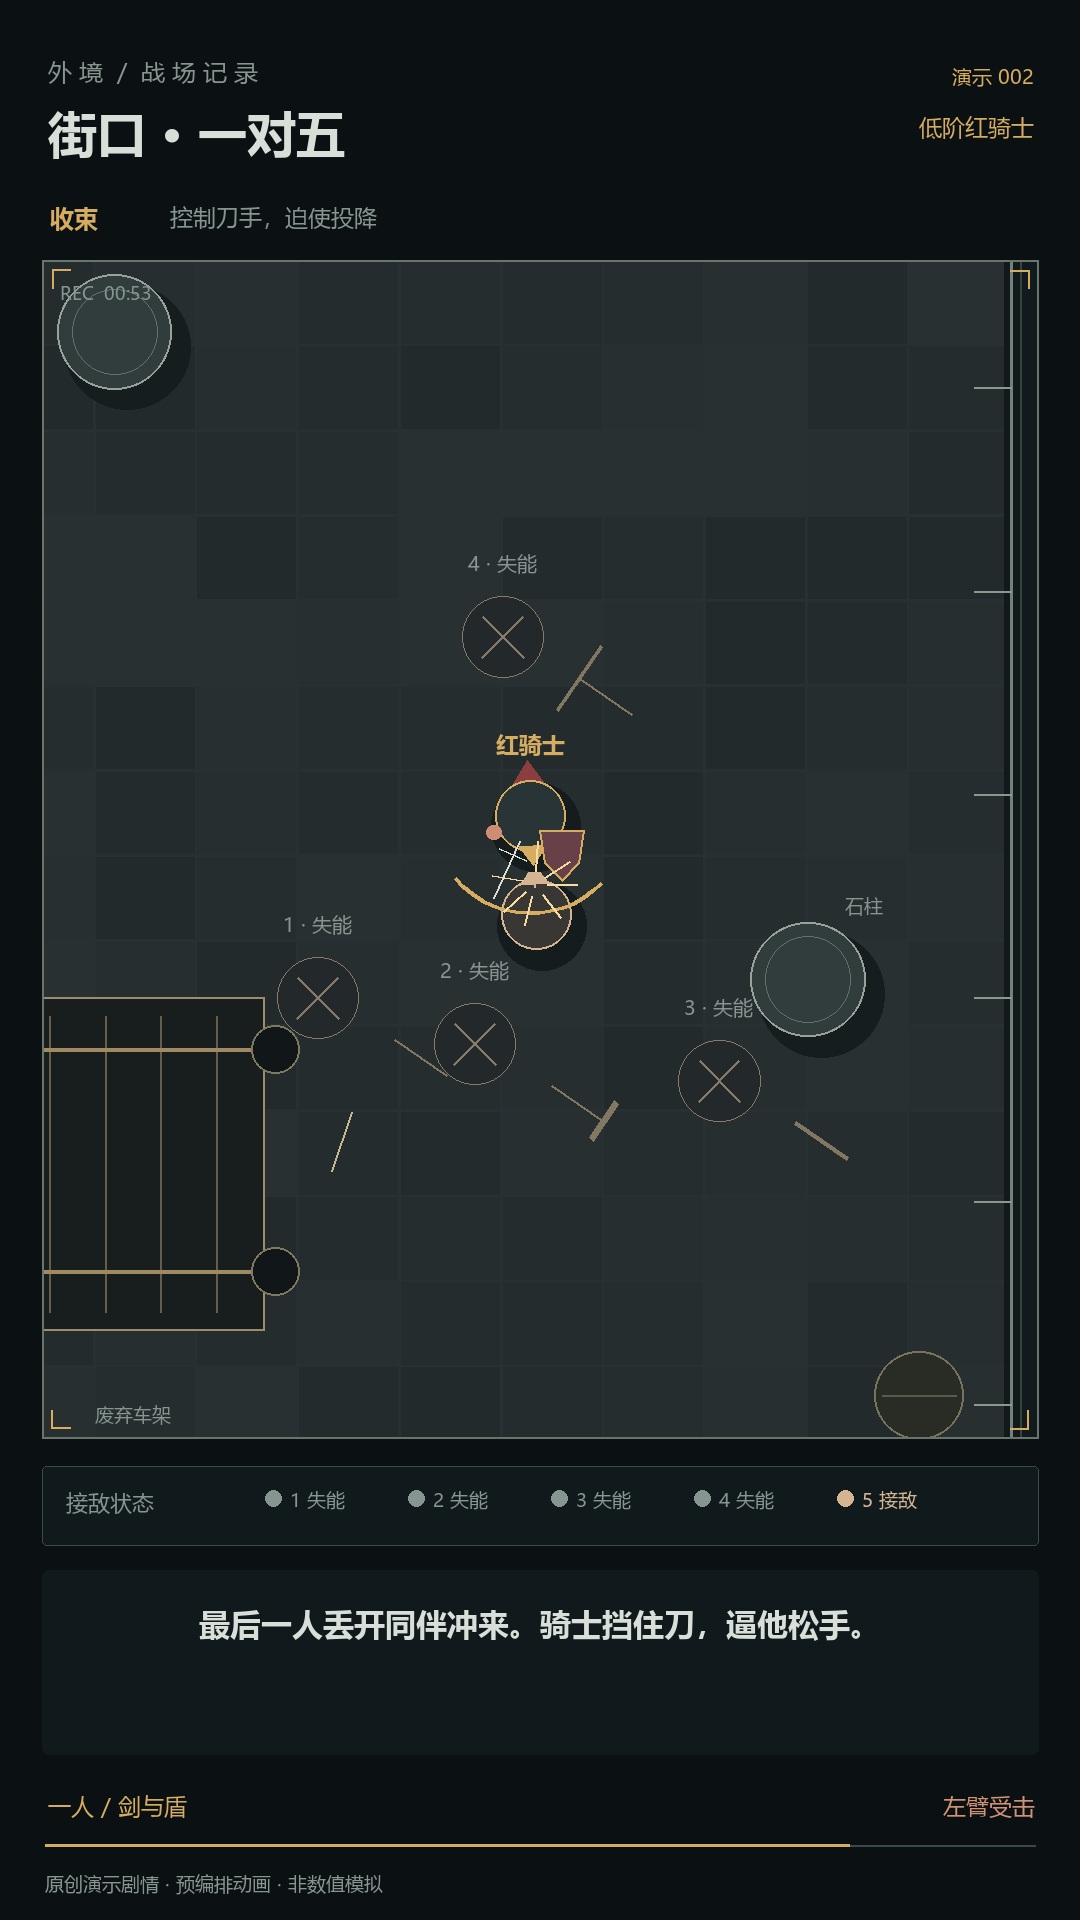 外境 / 战场记录
演示 002
街口·一对五
低阶红骑士
收束 控制刀手，迫使投降
REC 00:53
4 · 失能
红骑士
石柱
1 · 失能
2 · 失能
3 · 失能
废弃车架
接敌状态 1 失能 2 失能 3 失能 4 失能 5 接敌
最后一人丢开同伴冲来。骑士挡住刀，逼他松手。
一人 / 剑与盾 左臂受击
原创演示剧情 · 预编排动画 · 非数值模拟